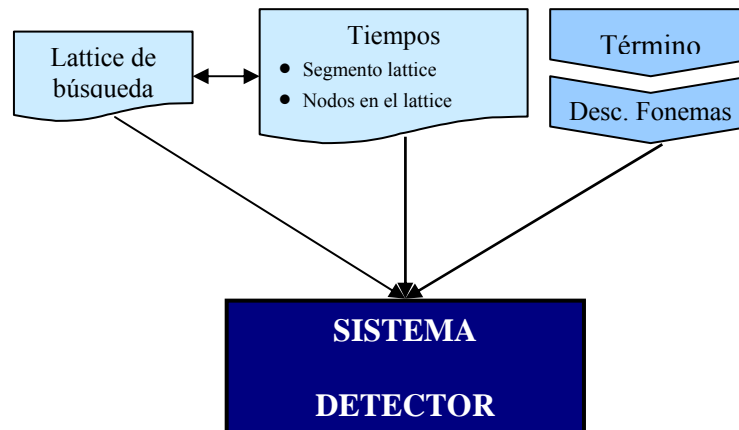 Lattice de
búsqueda
Tiempos
• Segmento lattice
• Nodos en el lattice
Término
Desc. Fonemas
SISTEMA
DETECTOR